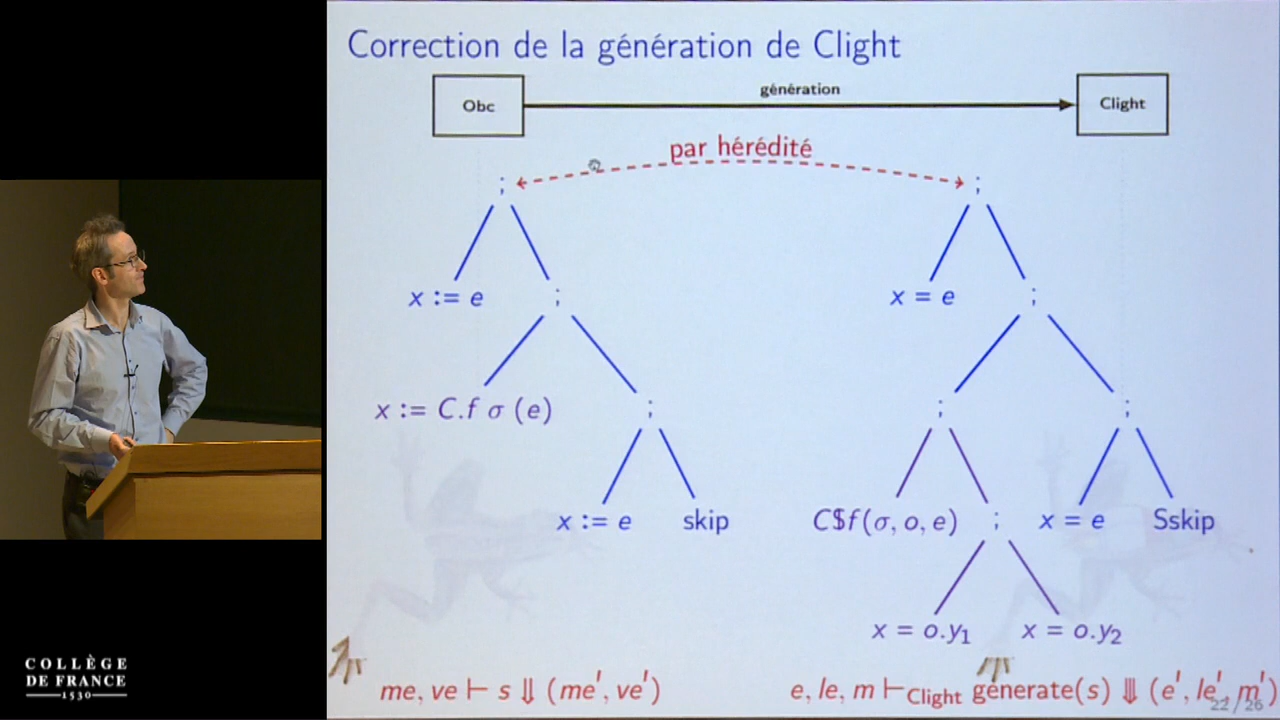 Correction de la génération de Clight
Obc
génération
Clight
par hérédité
; ;
x := e ; x = e ;
x := C.f σ (e) ; ; ;
x := e skip C$f(σ, o, e) ; x = e Sskip
x = o.y₁ x = o.y₂
me, ve ⊢ s ⇓ (me′, ve′)
e, le, m ⊢Clight generate(s) ⇓ (e′, le′, m′)
22/26
COLLÈGE
DE FRANCE
1530